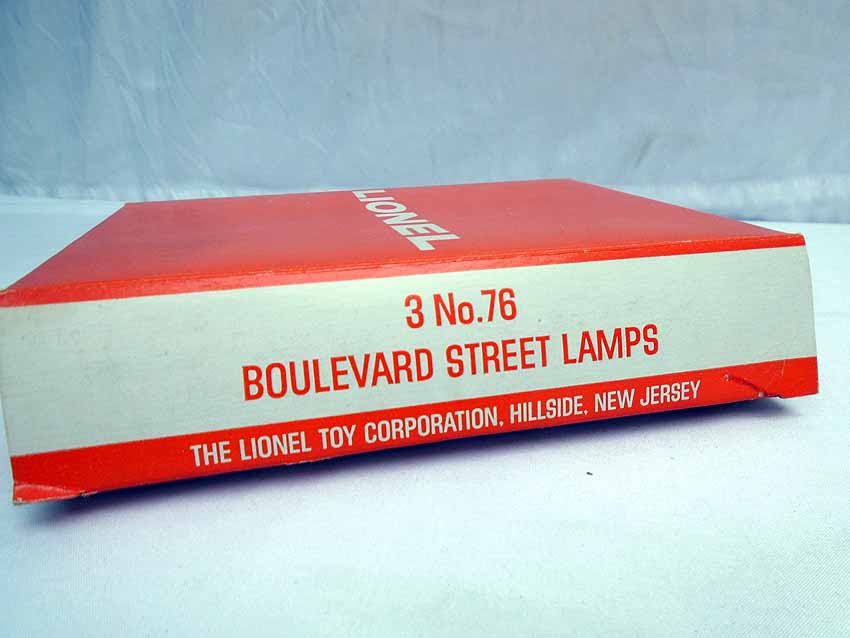 LIONEL
3 No.76
BOULEVARD STREET LAMPS
THE LIONEL TOY CORPORATION, HILLSIDE, NEW JERSEY